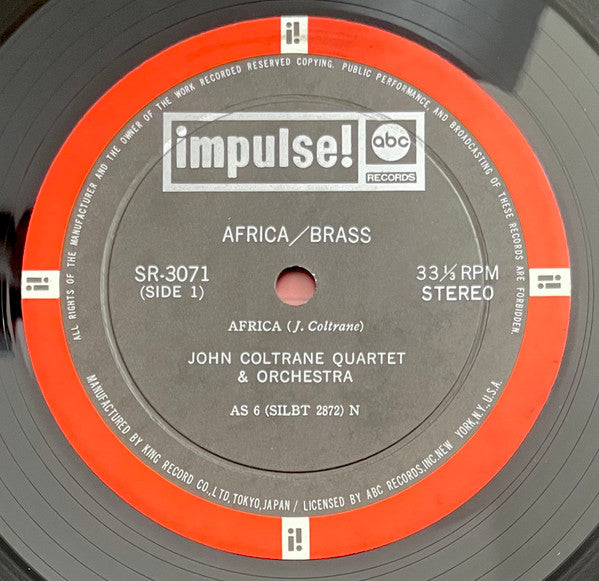 ALL RIGHTS OF THE MANUFACTURER AND THE OWNER OF THE WORK RECORDED RESERVED COPYING. PUBLIC PERFORMANCE, AND BROADCASTING OF THESE RECORDS ARE FORBIDDEN.
i!
impulse!
abc
RECORDS
AFRICA/BRASS
SR-3071
(SIDE 1)
33⅓ RPM
STEREO
i!
i!
AFRICA (J. Coltrane)
JOHN COLTRANE QUARTET
& ORCHESTRA
AS 6 (SILBT 2872) N
MANUFACTURED BY KING RECORD CO.,LTD,TOKYO,JAPAN / LICENSED BY ABC RECORDS,INC.NEW YORK,N.Y.,U.S.A.
i!